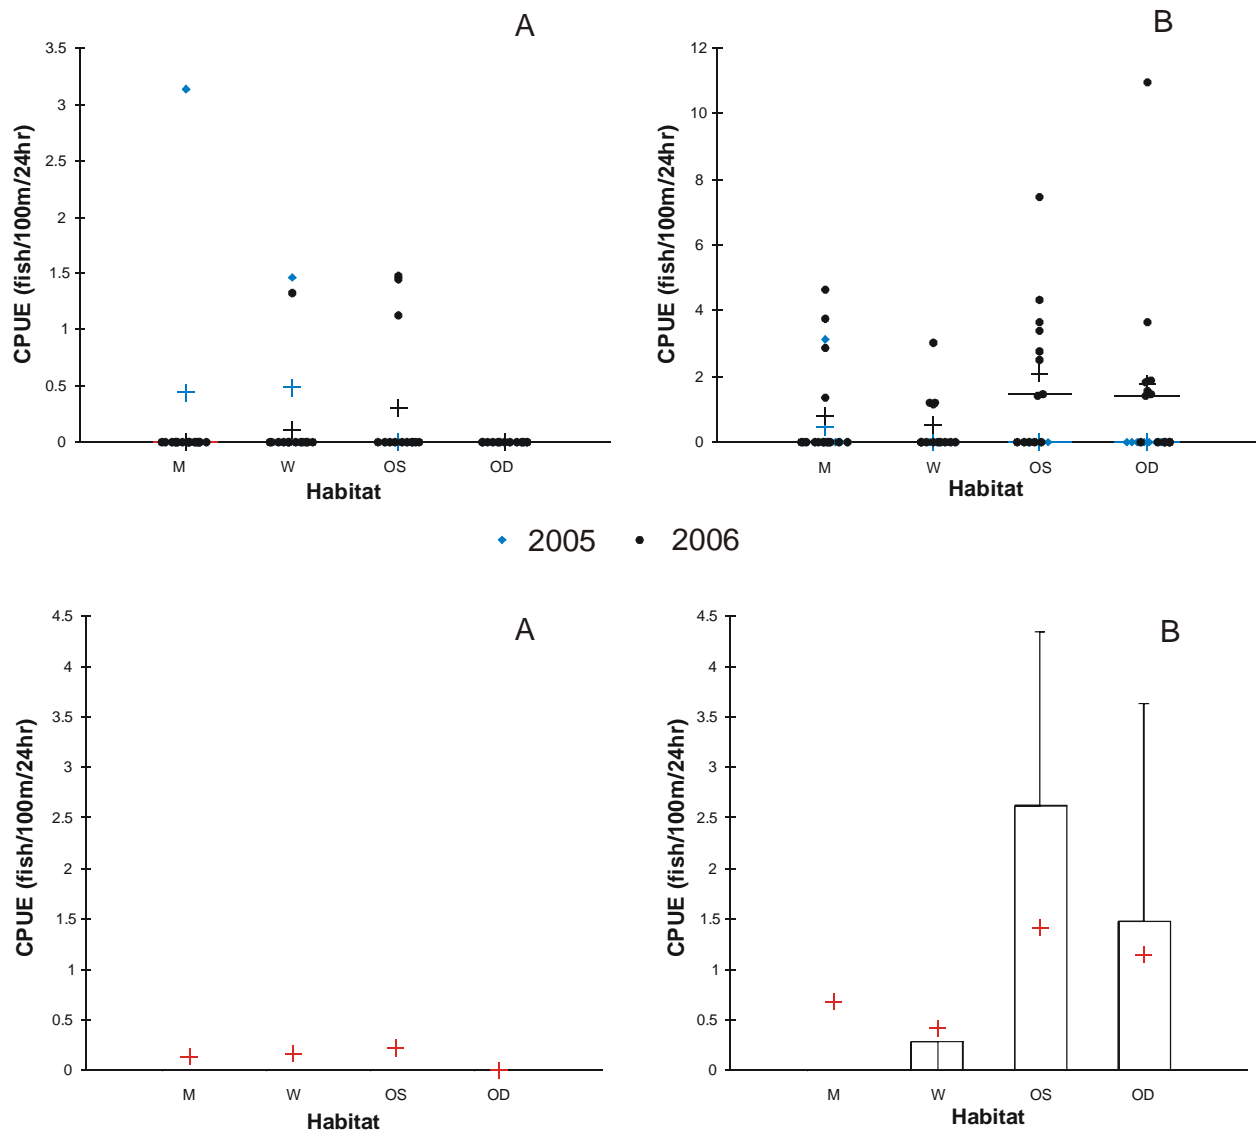 A
3.5
3
2.5
2
1.5
1
0.5
0
CPUE (fish/100m/24hr)
M W OS OD
Habitat
B
12
10
8
6
4
2
0
CPUE (fish/100m/24hr)
M W OS OD
Habitat
2005 2006
A
4.5
4
3.5
3
2.5
2
1.5
1
0.5
0
CPUE (fish/100m/24hr)
M W OS OD
Habitat
B
4.5
4
3.5
3
2.5
2
1.5
1
0.5
0
CPUE (fish/100m/24hr)
M W OS OD
Habitat